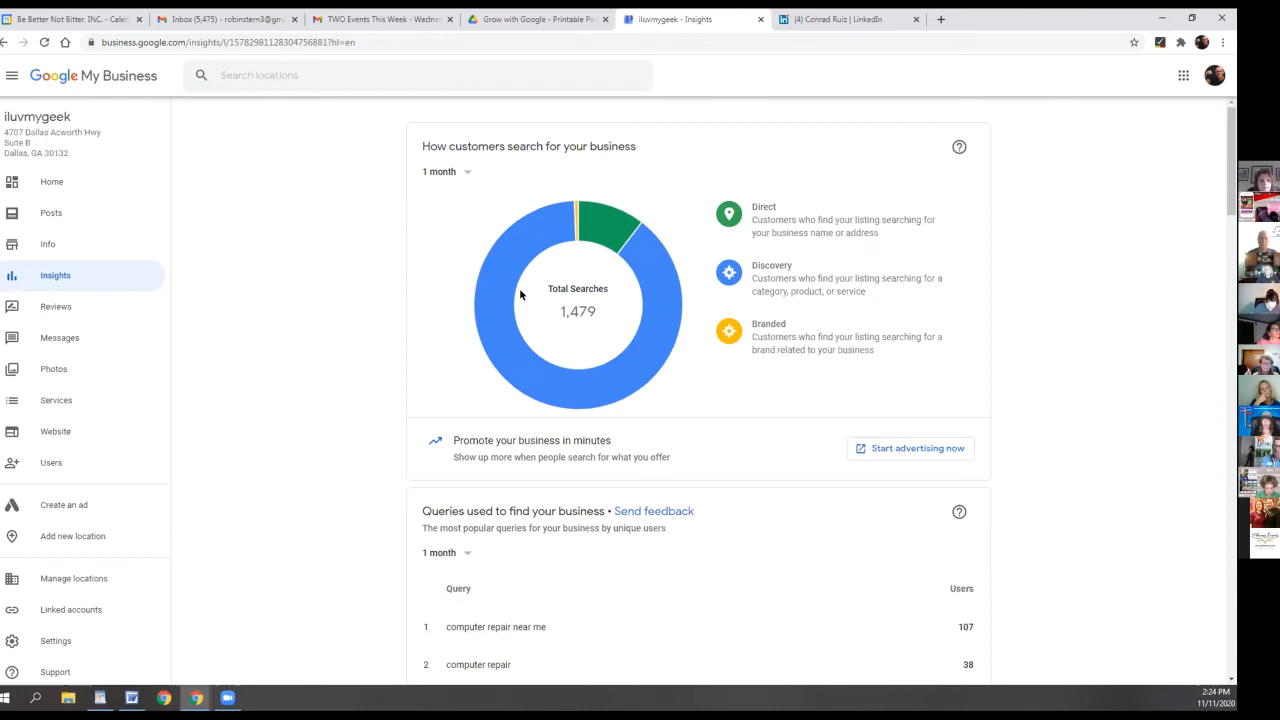 Be Better Not Bitter, INC. - Calen
Inbox (5,475) - robinstern3@gm
TWO Events This Week - Wedne
Grow with Google - Printable Po
iluvmygeek - Insights
(4) Conrad Ruiz | LinkedIn
business.google.com/insights/l/15782981128304756881?hl=en
Google My Business
Search locations
iluvmygeek
4707 Dallas Acworth Hwy
Suite B
Dallas, GA 30132
Home
Posts
Info
Insights
Reviews
Messages
Photos
Services
Website
Users
Create an ad
Add new location
Manage locations
Linked accounts
Settings
Support
How customers search for your business
1 month
Total Searches
1,479
Direct
Customers who find your listing searching for
your business name or address
Discovery
Customers who find your listing searching for a
category, product, or service
Branded
Customers who find your listing searching for a
brand related to your business
Promote your business in minutes
Show up more when people search for what you offer
Start advertising now
Queries used to find your business • Send feedback
The most popular queries for your business by unique users
1 month
Query Users
1 computer repair near me 107
2 computer repair 38
2:24 PM
11/11/2020